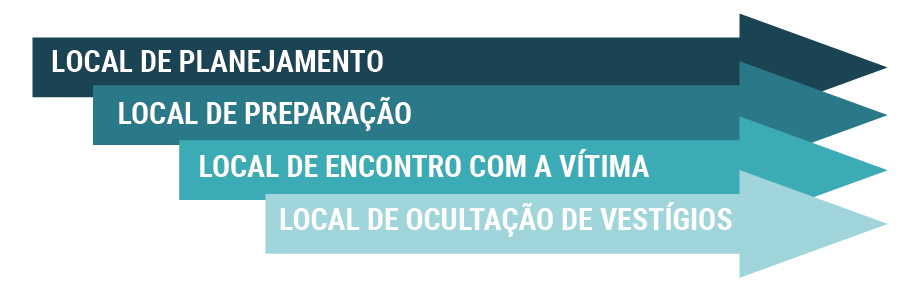 LOCAL DE PLANEJAMENTO
LOCAL DE PREPARAÇÃO
LOCAL DE ENCONTRO COM A VÍTIMA
LOCAL DE OCULTAÇÃO DE VESTÍGIOS